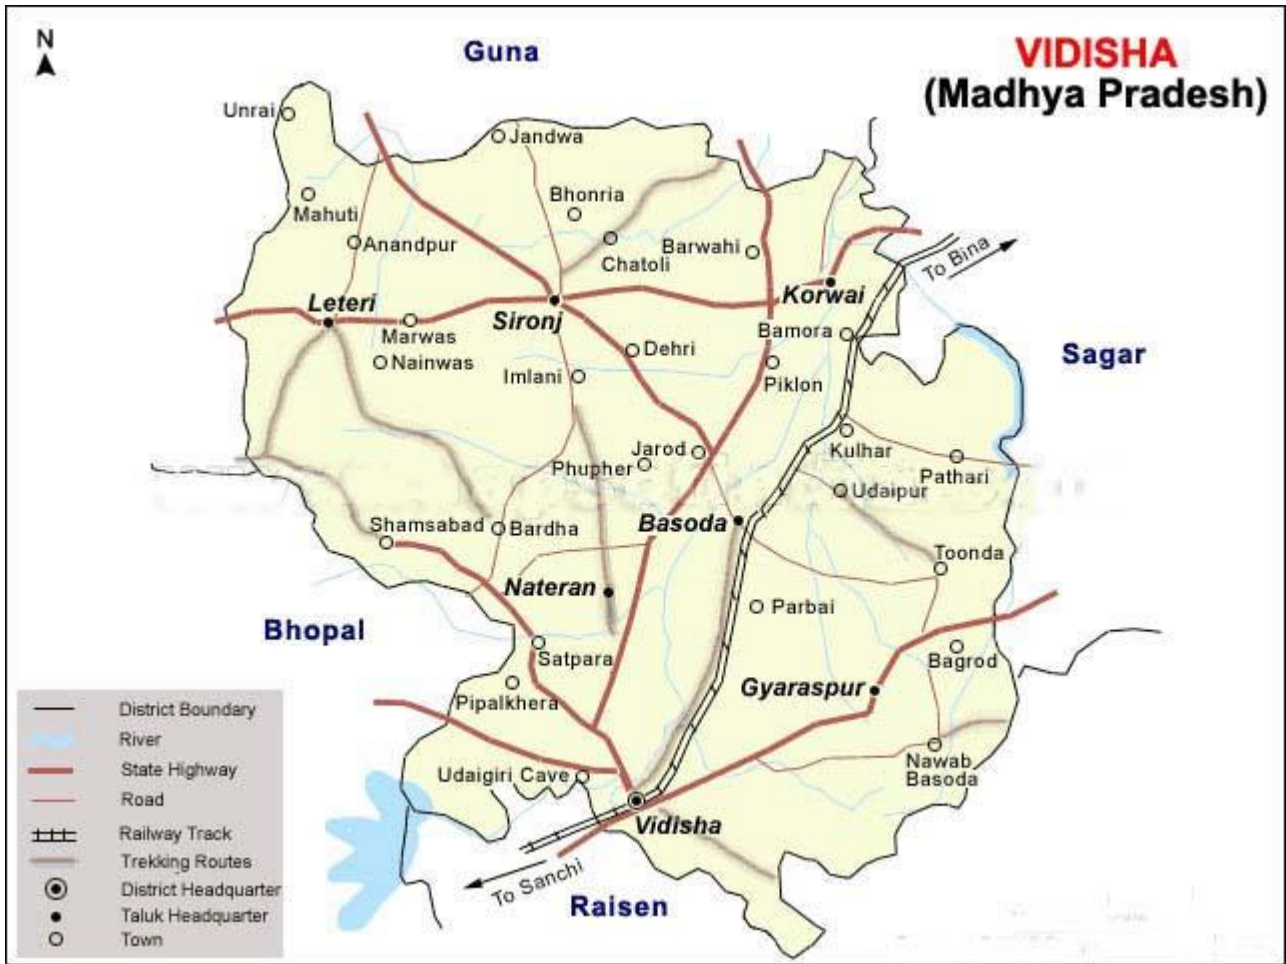 N
Guna
VIDISHA
(Madhya Pradesh)
Unrai
Jandwa
Mahuti
Bhonria
Anandpur
Chatoli
Barwahi
To Bina
Leteri
Sironj
Korwai
Marwas
Bamora
Nainwas
Dehri
Sagar
Imlani
Piklon
Jarod
Kulhar
Phupher
Pathari
Udaipur
Shamsabad
Bardha
Basoda
Toonda
Nateran
Parbai
Bhopal
Satpara
Bagrod
Pipalkhera
Gyaraspur
Udaigiri Cave
Nawab
Basoda
Vidisha
To Sanchi
Raisen
District Boundary
River
State Highway
Road
Railway Track
Trekking Routes
District Headquarter
Taluk Headquarter
Town